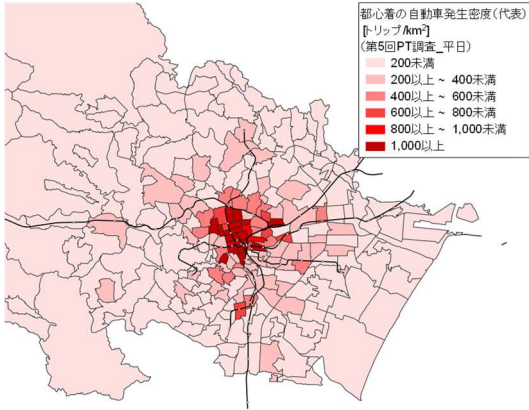 都心着の自動車発生密度(代表)
[トリップ/km²]
(第5回PT調査_平日)
200未満
200以上 ~ 400未満
400以上 ~ 600未満
600以上 ~ 800未満
800以上 ~ 1,000未満
1,000以上